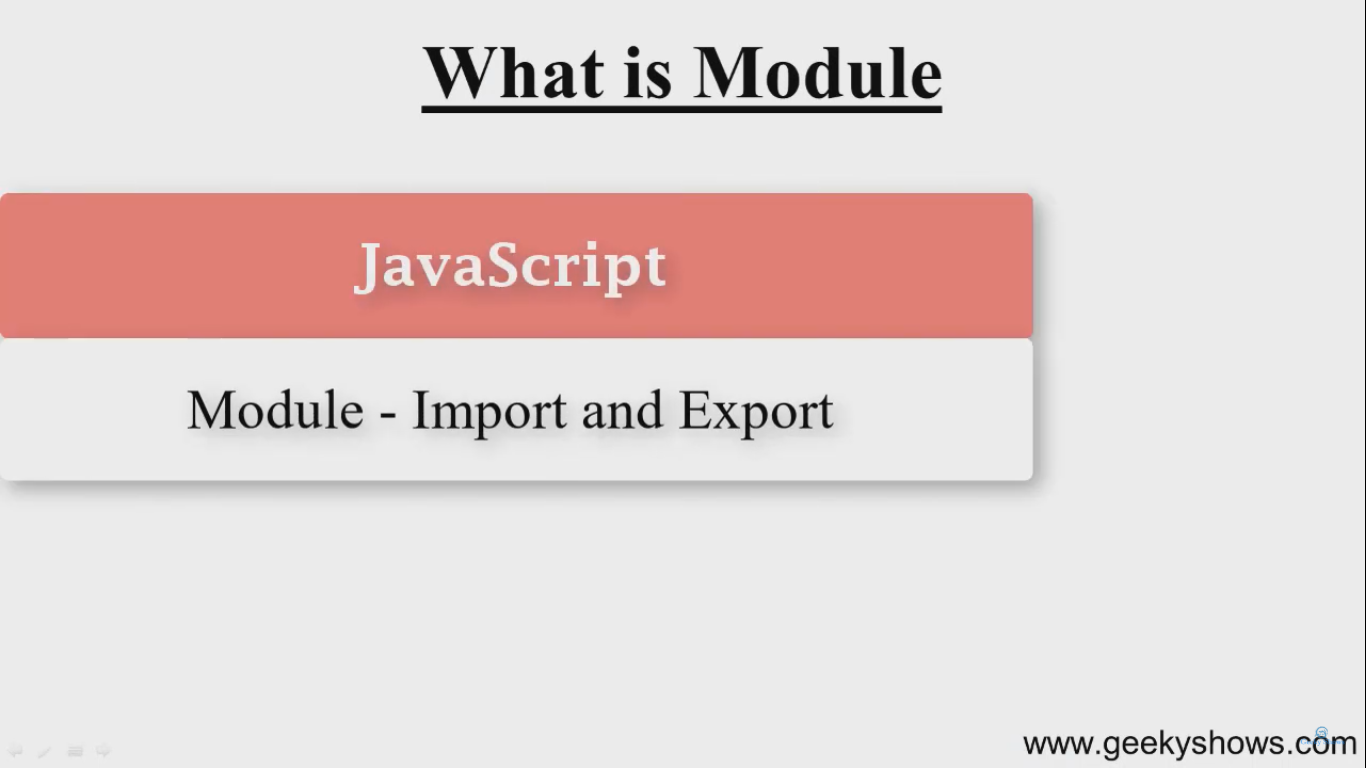 What is Module
JavaScript
Module - Import and Export
www.geekyshows.com